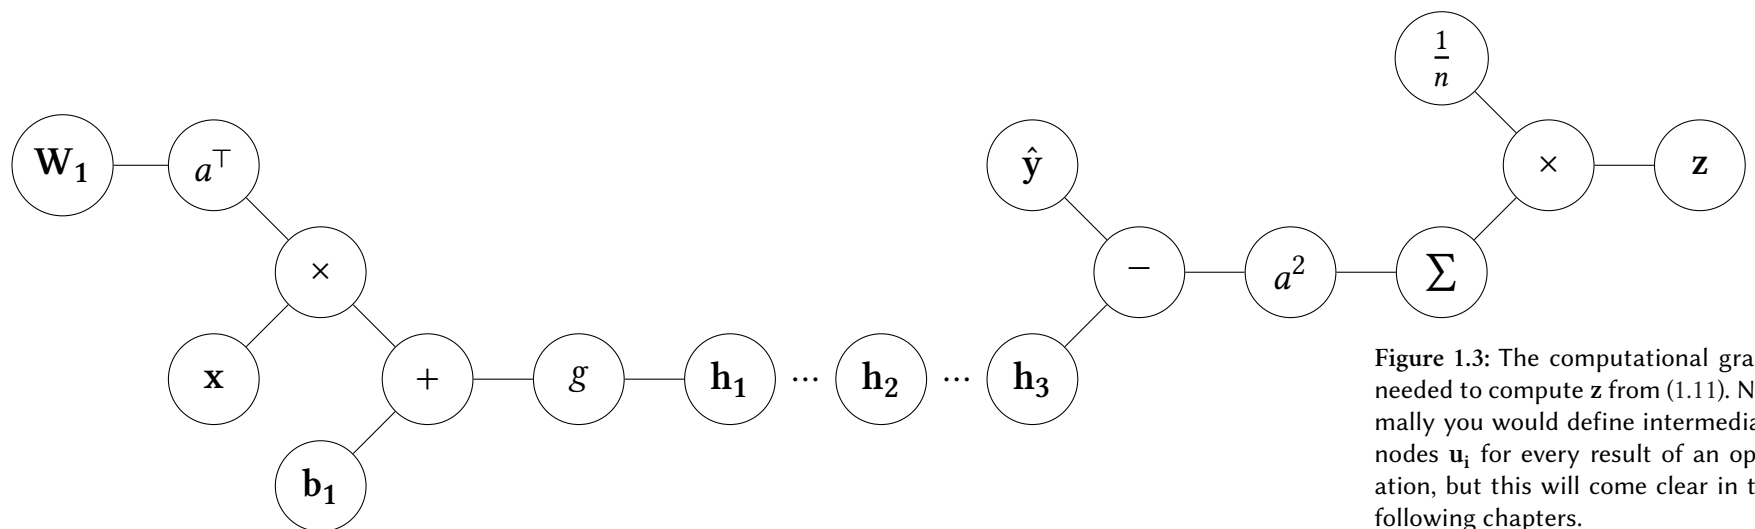 1/n
W₁
a⊤
ŷ
×
z
×
−
a²
∑
x
+
g
h₁ ... h₂ ... h₃
b₁
Figure 1.3: The computational gra
needed to compute z from (1.11). N
mally you would define intermedia
nodes uᵢ for every result of an op
ation, but this will come clear in t
following chapters.